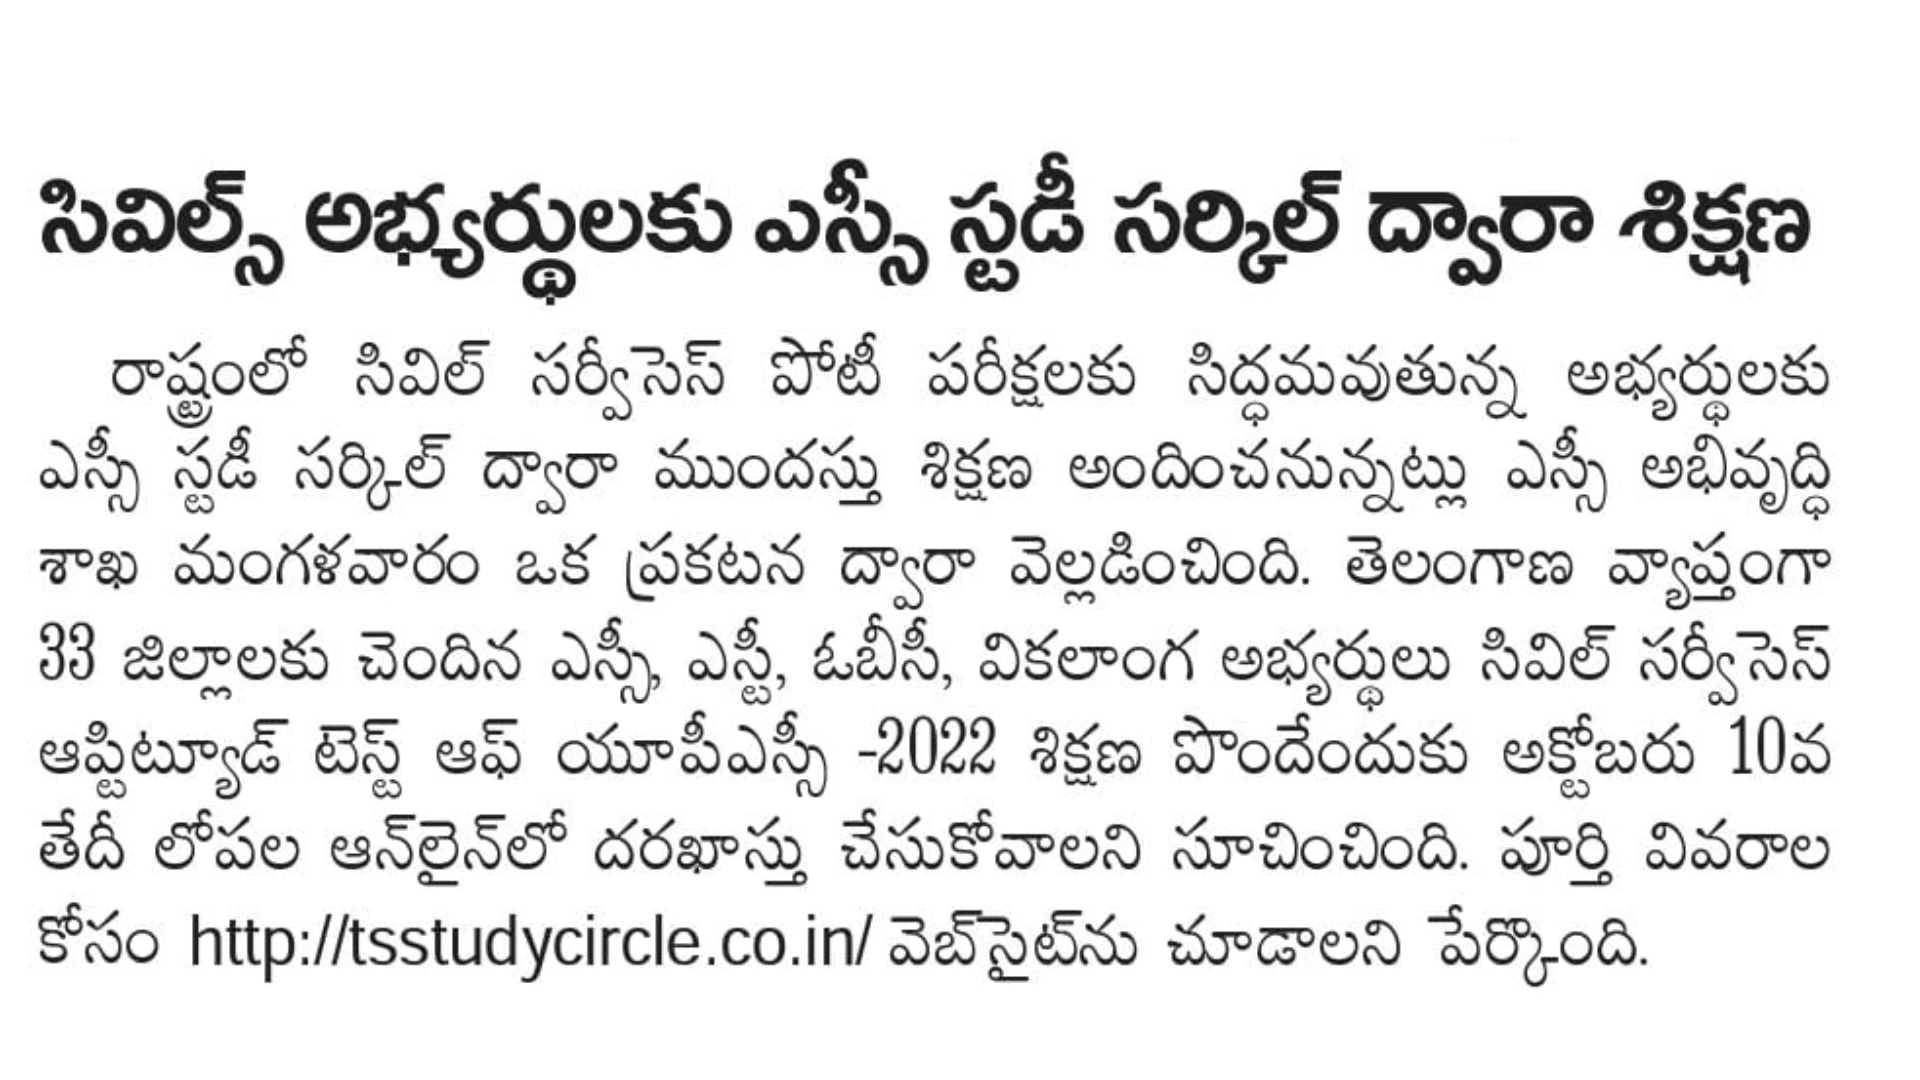 సివిల్స్ అభ్యర్థులకు ఎస్సీ స్టడీ సర్కిల్ ద్వారా శిక్షణ
రాష్ట్రంలో సివిల్ సర్వీసెస్ పోటీ పరీక్షలకు సిద్ధమవుతున్న అభ్యర్థులకు
ఎస్సీ స్టడీ సర్కిల్ ద్వారా ముందస్తు శిక్షణ అందించనున్నట్లు ఎస్సీ అభివృద్ధి
శాఖ మంగళవారం ఒక ప్రకటన ద్వారా వెల్లడించింది. తెలంగాణ వ్యాప్తంగా
33 జిల్లాలకు చెందిన ఎస్సీ, ఎస్టీ, ఓబీసీ, వికలాంగ అభ్యర్థులు సివిల్ సర్వీసెస్
ఆప్టిట్యూడ్ టెస్ట్ ఆఫ్ యూపీఎస్సీ -2022 శిక్షణ పొందేందుకు అక్టోబరు 10వ
తేదీ లోపల ఆన్‌లైన్‌లో దరఖాస్తు చేసుకోవాలని సూచించింది. పూర్తి వివరాల
కోసం http://tsstudycircle.co.in/ వెబ్‌సైట్‌ను చూడాలని పేర్కొంది.